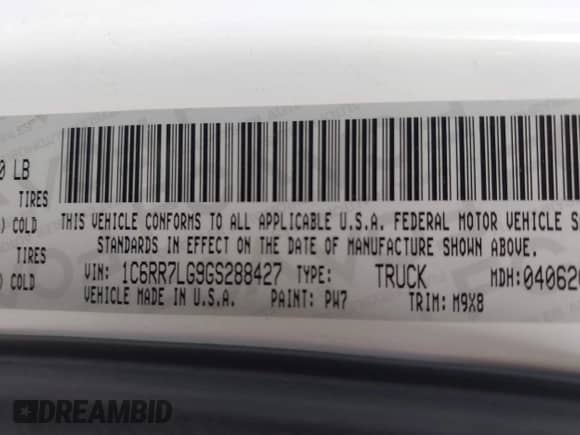 0 LB
TIRES
) COLD
TIRES
) COLD
THIS VEHICLE CONFORMS TO ALL APPLICABLE U.S.A. FEDERAL MOTOR VEHICLE S
STANDARDS IN EFFECT ON THE DATE OF MANUFACTURE SHOWN ABOVE.
VIN: 1C6RR7LG9GS288427 TYPE: TRUCK MDH: 040620
VEHICLE MADE IN U.S.A. PAINT: PW7 TRIM: M9X8
DREAMBID